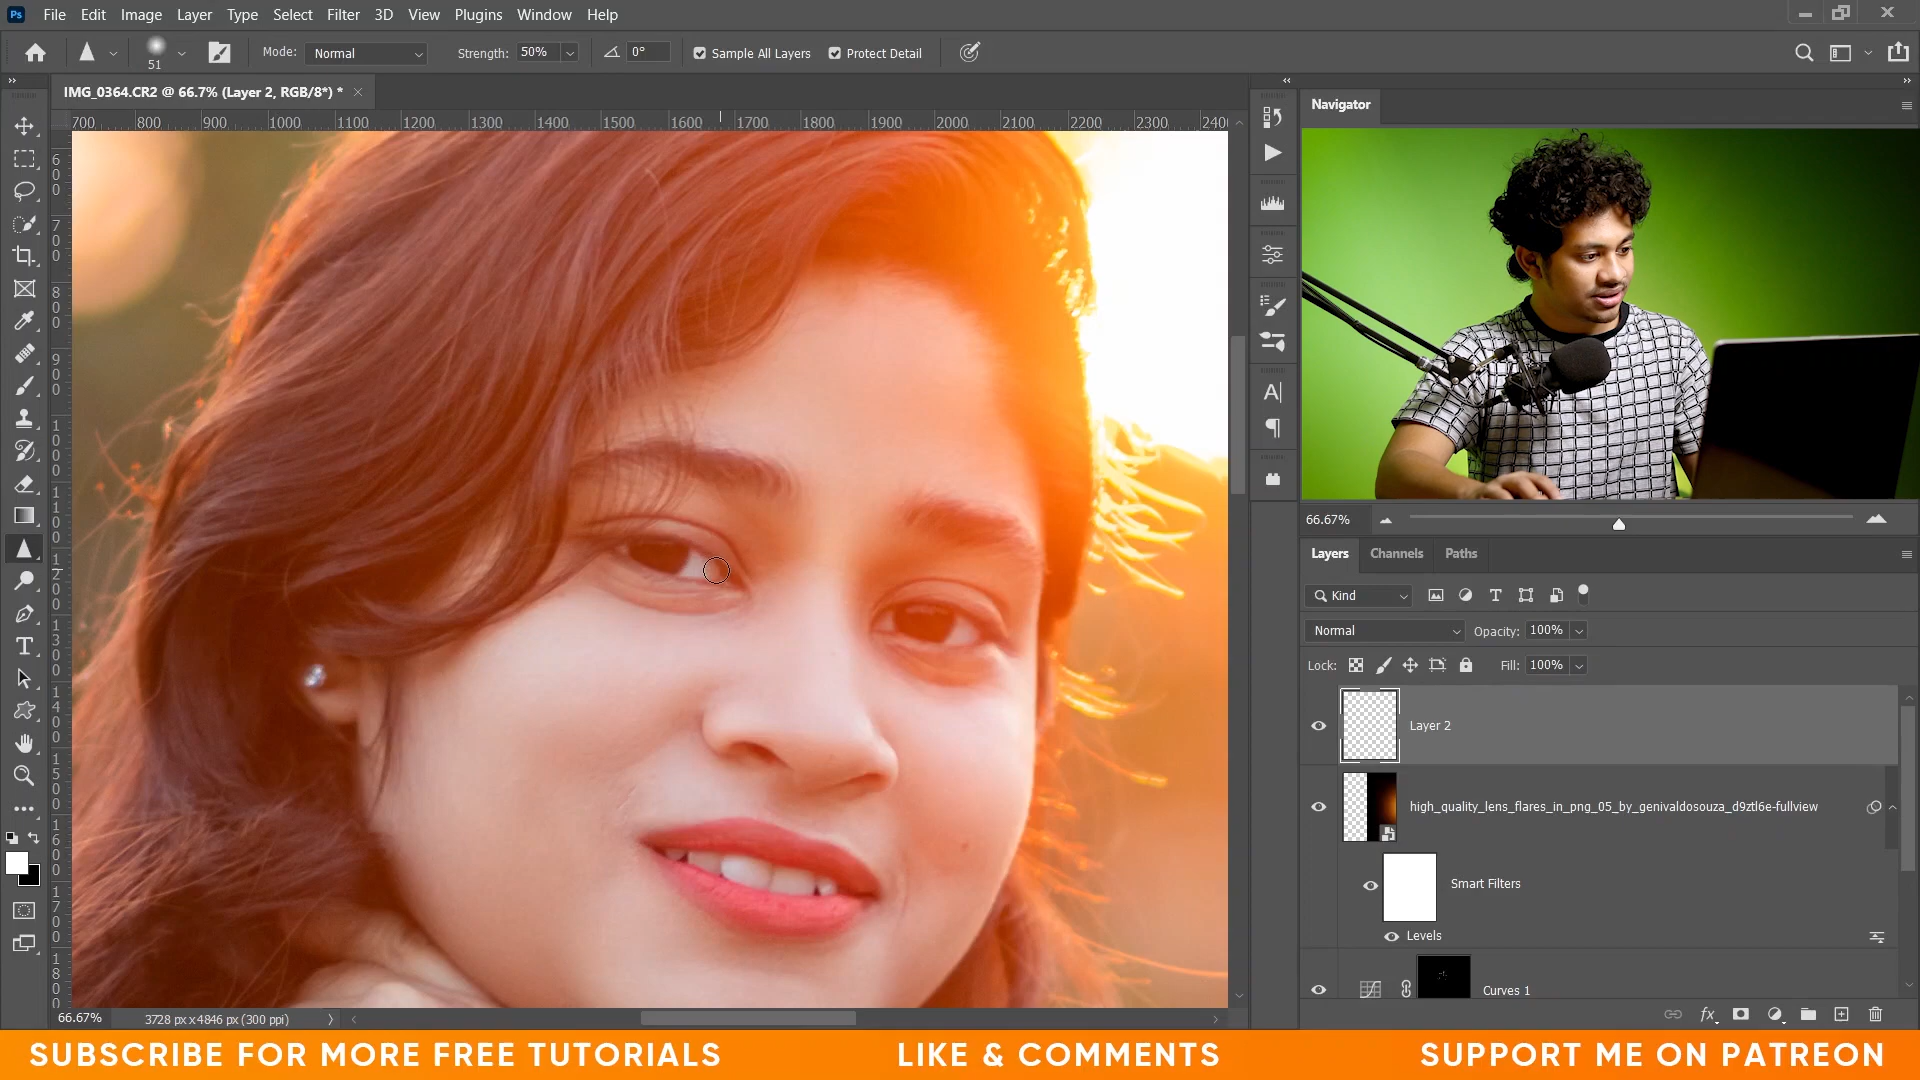 Ps File Edit Image Layer Type Select Filter 3D View Plugins Window Help
51 Mode: Normal Strength: 50% 0° Sample All Layers Protect Detail
IMG_0364.CR2 @ 66.7% (Layer 2, RGB/8*) *
700 800 900 1000 1100 1200 1300 1400 1500 1600 1700 1800 1900 2000 2100 2200 2300 2400
Navigator
66.67%
Layers Channels Paths
Kind
Normal Opacity: 100%
Lock: Fill: 100%
Layer 2
high_quality_lens_flares_in_png_05_by_genivaldosouza_d9ztl6e-fullview
Smart Filters
Levels
Curves 1
66.67% 3728 px x 4846 px (300 ppi)
SUBSCRIBE FOR MORE FREE TUTORIALS LIKE & COMMENTS SUPPORT ME ON PATREON